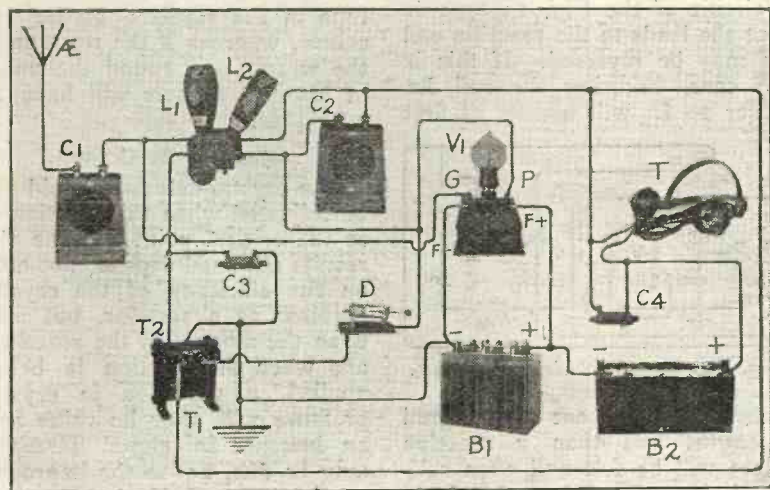 Æ
L1
L2
C1
C2
V1
G
P
T
F-
F+
C3
D
C4
T2
-
+
-
+
T1
B1
B2